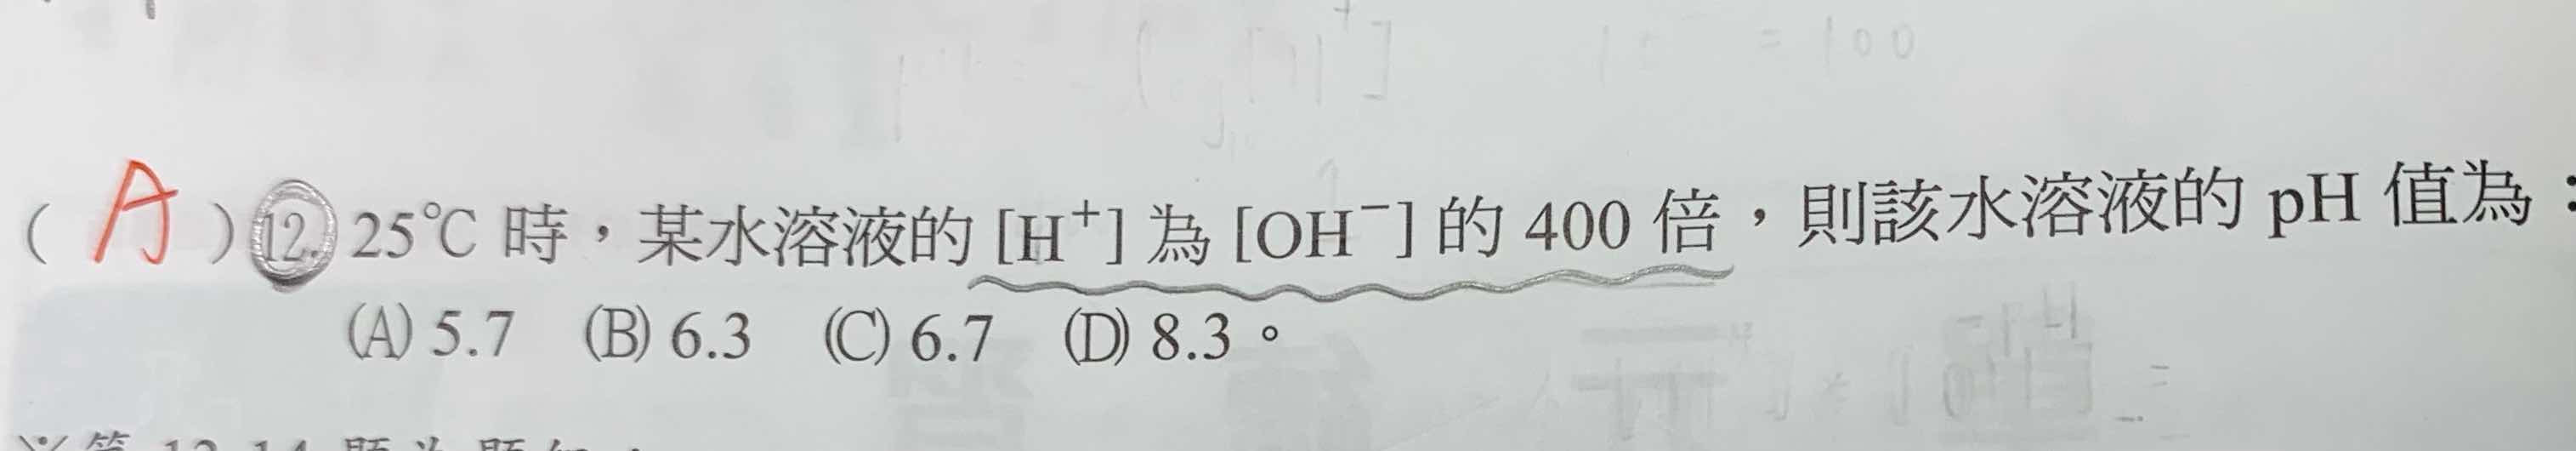 ( A ) 12. 25℃ 時，某水溶液的 [H⁺] 為 [OH⁻] 的 400 倍，則該水溶液的 pH 值為：
(A) 5.7 (B) 6.3 (C) 6.7 (D) 8.3。